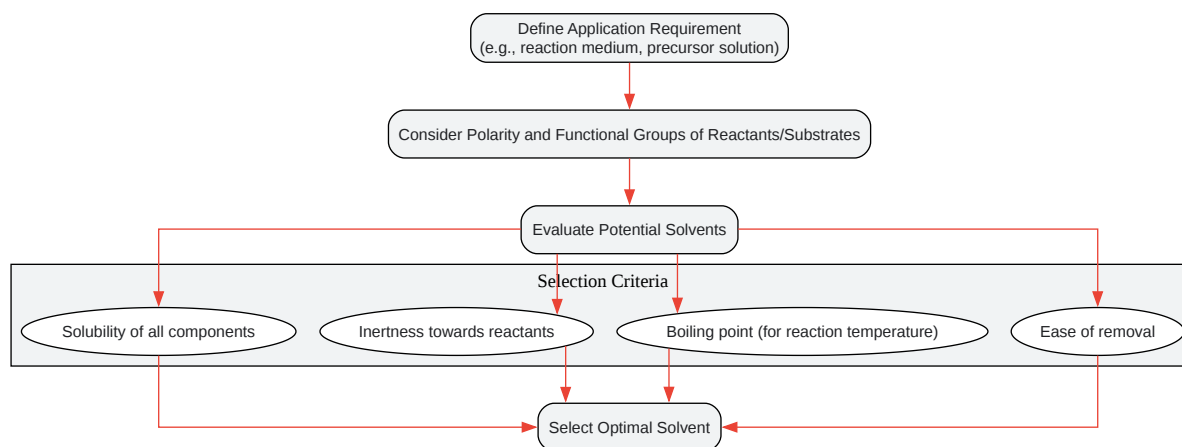 Define Application Requirement
(e.g., reaction medium, precursor solution)
Consider Polarity and Functional Groups of Reactants/Substrates
Evaluate Potential Solvents
Selection Criteria
Solubility of all components
Inertness towards reactants
Boiling point (for reaction temperature)
Ease of removal
Select Optimal Solvent